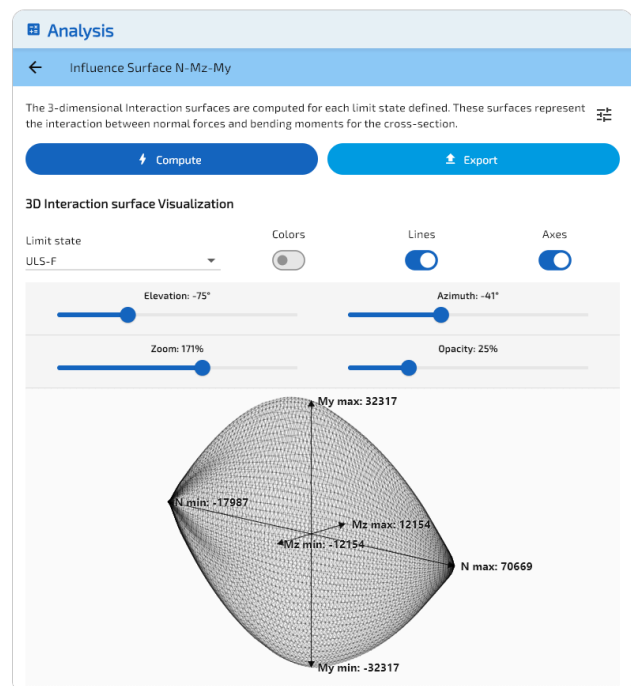 Analysis
Influence Surface N-Mz-My
The 3-dimensional Interaction surfaces are computed for each limit state defined. These surfaces represent
the interaction between normal forces and bending moments for the cross-section.
Compute
Export
3D Interaction surface Visualization
Limit state
Colors
Lines
Axes
ULS-F
Elevation: -75°
Azimuth: -41°
Zoom: 171%
Opacity: 25%
My max: 32317
N min: -17987
Mz max: 12154
Mz min: -12154
N max: 70669
My min: -32317